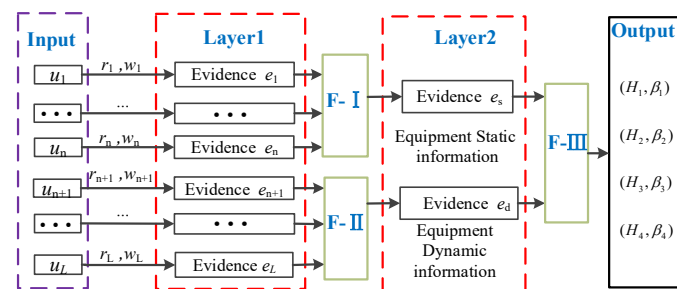 Input
Layer1
Layer2
Output
u1
r1 ,w1
Evidence e1
...
...
...
un
rn ,wn
Evidence en
un+1
rn+1 ,wn+1
Evidence en+1
...
...
...
uL
rL ,wL
Evidence eL
F-Ⅰ
F-Ⅱ
Evidence es
Equipment Static
information
Evidence ed
Equipment
Dynamic
information
F-Ⅲ
(H1,β1)
(H2,β2)
(H3,β3)
(H4,β4)